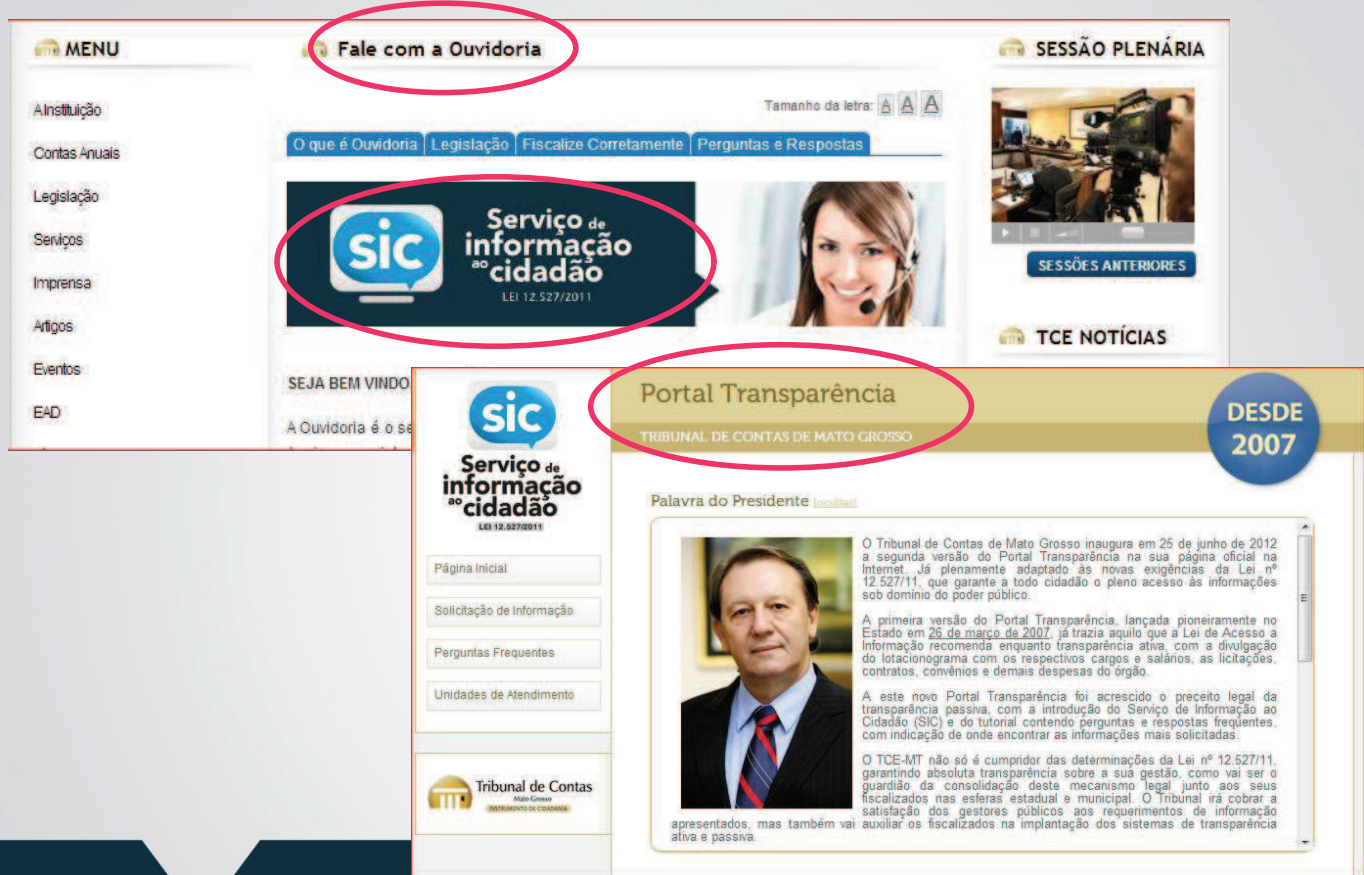 MENU
AInstituição
Contas Anuais
Legislação
Serviços
Imprensa
Artigos
Eventos
EAD
Fale com a Ouvidoria
Tamanho da letra: A A A
O que é Ouvidoria Legislação Fiscalize Corretamente Perguntas e Respostas
sic
Serviço de
informação
ao cidadão
LEI 12.527/2011
SEJA BEM VINDO
A Ouvidoria é o se
SESSÃO PLENÁRIA
SESSÕES ANTERIORES
TCE NOTÍCIAS
sic
Serviço de
informação
ao cidadão
LEI 12.527/2011
Página Inicial
Solicitação de Informação
Perguntas Frequentes
Unidades de Atendimento
Tribunal de Contas
Mato Grosso
INSTRUMENTO DE CIDADANIA
Portal Transparência
TRIBUNAL DE CONTAS DE MATO GROSSO
DESDE
2007
Palavra do Presidente [ocultar]
O Tribunal de Contas de Mato Grosso inaugura em 25 de junho de 2012
a segunda versão do Portal Transparência na sua página oficial na
Internet. Já plenamente adaptado às novas exigências da Lei nº
12.527/11, que garante a todo cidadão o pleno acesso às informações
sob domínio do poder público.
A primeira versão do Portal Transparência, lançada pioneiramente no
Estado em 26 de março de 2007, já trazia aquilo que a Lei de Acesso a
Informação recomenda enquanto transparência ativa, com a divulgação
do lotacionograma com os respectivos cargos e salários, as licitações,
contratos, convênios e demais despesas do órgão.
A este novo Portal Transparência foi acrescido o preceito legal da
transparência passiva, com a introdução do Serviço de Informação ao
Cidadão (SIC) e do tutorial contendo perguntas e respostas freqüentes,
com indicação de onde encontrar as informações mais solicitadas.
O TCE-MT não só é cumpridor das determinações da Lei nº 12.527/11,
garantindo absoluta transparência sobre a sua gestão, como vai ser o
guardião da consolidação deste mecanismo legal junto aos seus
fiscalizados nas esferas estadual e municipal. O Tribunal irá cobrar a
satisfação dos gestores públicos aos requerimentos de informação
apresentados, mas também vai auxiliar os fiscalizados na implantação dos sistemas de transparência
ativa e passiva.